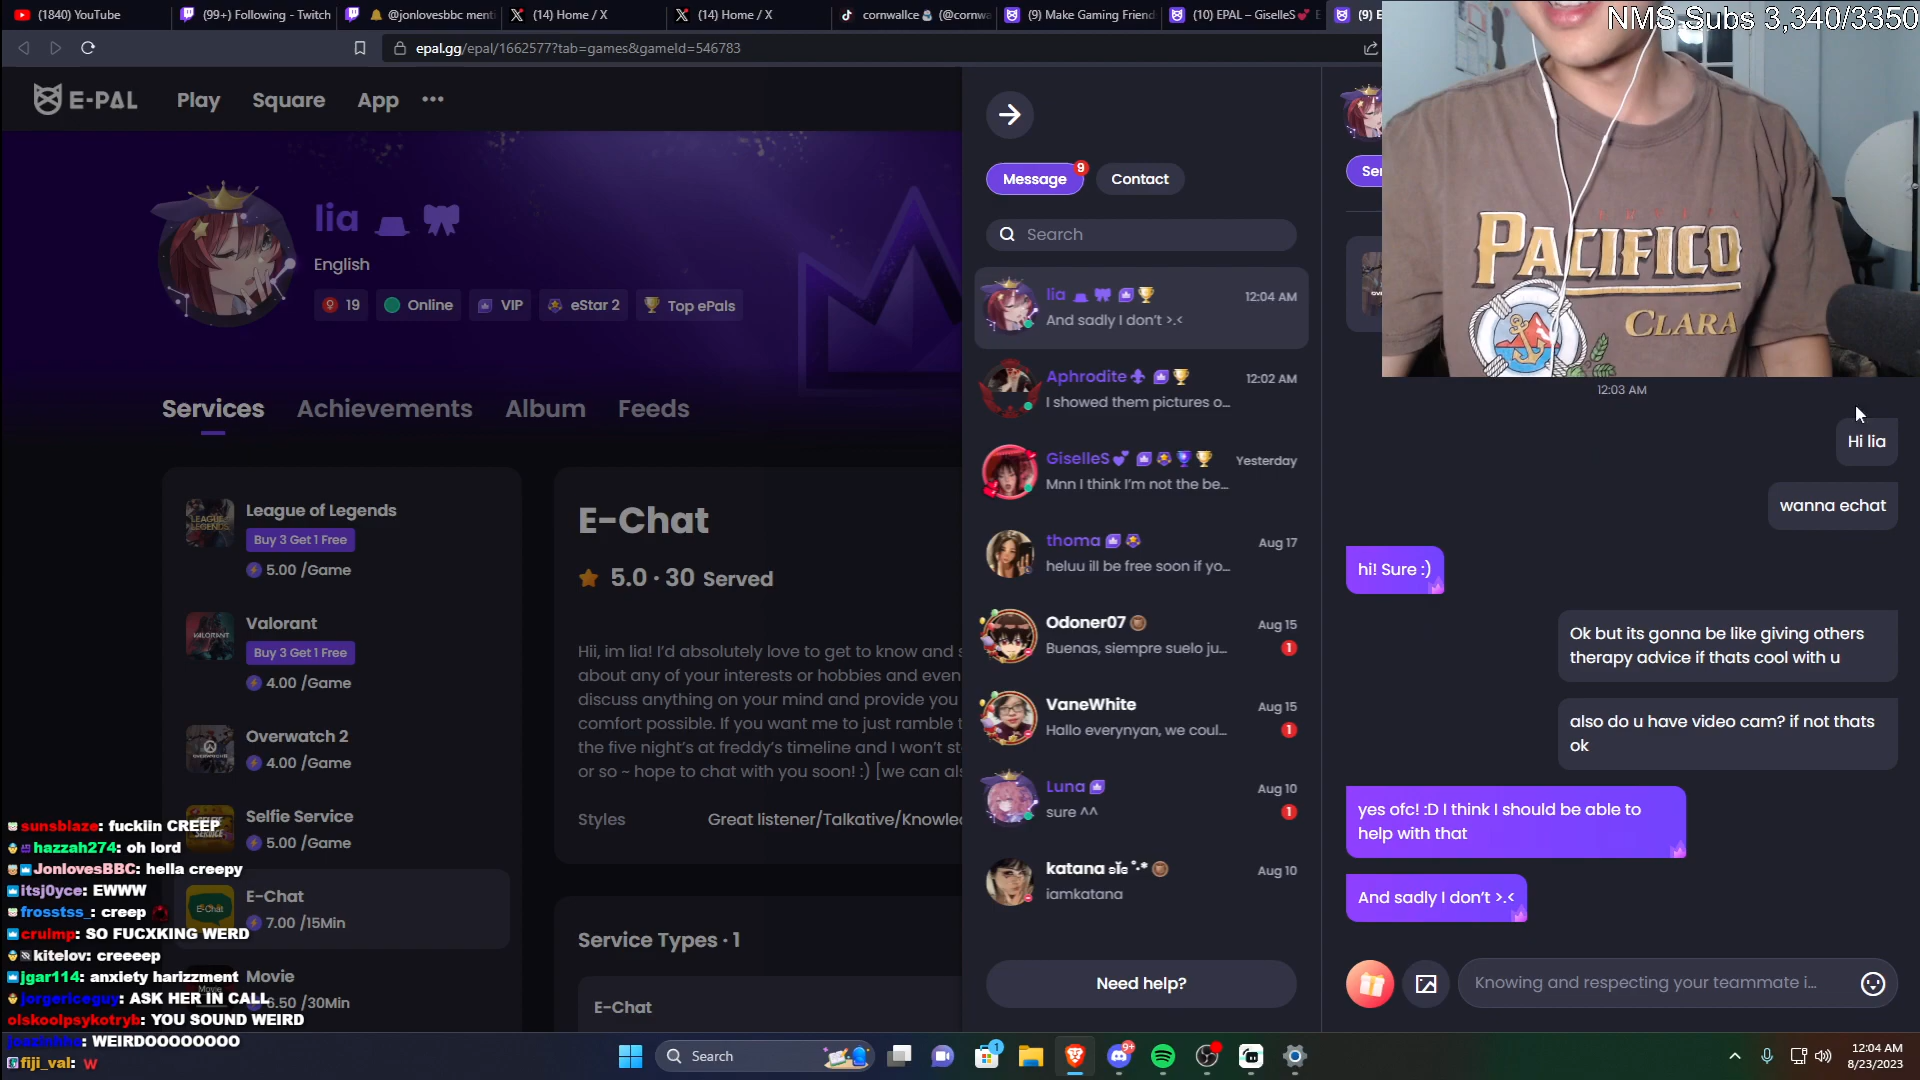 (1840) YouTube
(99+) Following - Twitch
@jonlovesbbc menti
(14) Home / X
(14) Home / X
cornwallce (@cornwa
(9) Make Gaming Friend
(10) EPAL – GiselleS
NMS Subs 3,340/3350
epal.gg/epal/1662577?tab=games&gameId=546783
E-PAL
Play
Square
App
•••
lia
English
19
Online
VIP
eStar 2
Top ePals
Services
Achievements
Album
Feeds
League of Legends
Buy 3 Get 1 Free
5.00 /Game
Valorant
Buy 3 Get 1 Free
4.00 /Game
Overwatch 2
4.00 /Game
Selfie Service
5.00 /Game
E-Chat
7.00 /15Min
Movie
6.50 /30Min
E-Chat
5.0 · 30 Served
Hii, im lia! I'd absolutely love to get to know and s
about any of your interests or hobbies and even
discuss anything on your mind and provide you
comfort possible. If you want me to just ramble t
the five night's at freddy's timeline and I won't st
or so ~ hope to chat with you soon! :) [we can als
Styles
Great listener/Talkative/Knowled
Service Types · 1
E-Chat
Message
9
Contact
Search
lia
12:04 AM
And sadly I don't >.<
Aphrodite
12:02 AM
I showed them pictures o...
GiselleS
Yesterday
Mnn I think I'm not the be...
thoma
Aug 17
heluu ill be free soon if yo...
Odoner07
Aug 15
Buenas, siempre suelo ju...
1
VaneWhite
Aug 15
Hallo everynyan, we coul...
1
Luna
Aug 10
sure ^^
1
katana
Aug 10
iamkatana
Need help?
PACIFICO
CLARA
12:03 AM
Hi lia
wanna echat
hi! Sure :)
Ok but its gonna be like giving others
therapy advice if thats cool with u
also do u have video cam? if not thats
ok
yes ofc! :D I think I should be able to
help with that
And sadly I don't >.<
Knowing and respecting your teammate i...
sunsblaze: fuckiin CREEP
hazzah274: oh lord
JonlovesBBC: hella creepy
itsj0yce: EWWW
frosstss_: creep
crulmp: SO FUCXKING WERD
kitelov: creeeep
jgar114: anxiety harizzment
jorgericeguy: ASK HER IN CALL
olskoolpsykotryb: YOU SOUND WEIRD
WEIRDOOOOOOOO
fiji_val: W
Search
1
9+
12:04 AM
8/23/2023